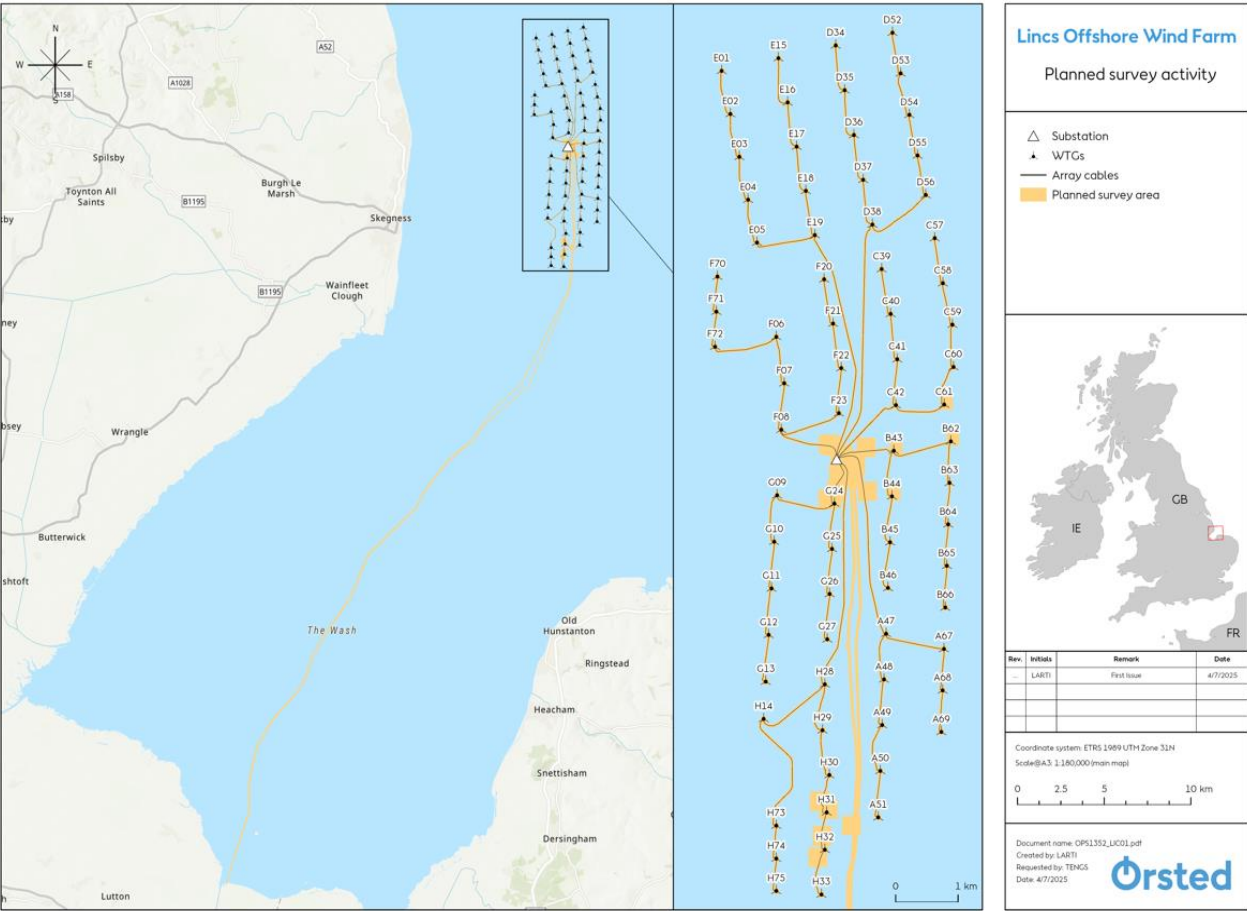 N
W
E
S
A158
A52
A1028
Spilsby
Toynton All
Saints
B1195
Burgh Le
Marsh
Skegness
B1195
Wainfleet
Clough
Wrangle
Butterwick
The Wash
Old
Hunstanton
Ringstead
Heacham
Snettisham
Dersingham
Lutton
ney
shtoft
D52
D34
E15
E01
D53
D35
E16
E02
D54
D36
E17
E03
D55
D37
E18
E04
D56
D38
E19
E05
C57
C39
F20
F70
C58
C40
F21
F71
C59
F06
F72
C41
F22
C60
F07
C42
C61
F23
F08
B43
B62
B63
B44
G24
G09
B64
B45
G25
G10
B65
B46
G26
G11
B66
A47
G27
G12
A67
A48
H28
G13
A68
A49
H29
H14
A69
A50
H30
H31
H73
A51
H32
H74
H33
H75
0 1 km
Lincs Offshore Wind Farm
Planned survey activity
Substation
WTGs
Array cables
Planned survey area
GB
IE
FR
Rev. Initials Remark Date
... LARTI First Issue 4/7/2025
Coordinate system: ETRS 1989 UTM Zone 31N
Scale@A3: 1:180,000 (main map)
0 2.5 5 10 km
Document name: OPS1352_LIC01.pdf
Created by: LARTI
Requested by: TENGS
Date: 4/7/2025
Ørsted